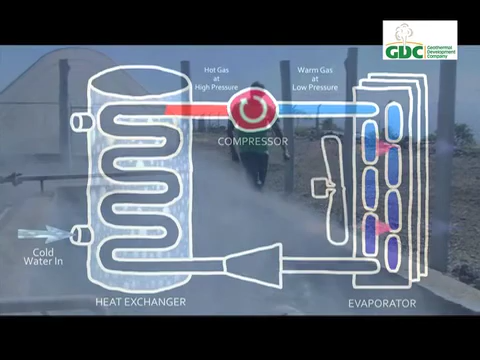 GDC
Geothermal
Development
Company
Hot Gas
at
High Pressure
Warm Gas
at
Low Pressure
COMPRESSOR
Cold
Water In
HEAT EXCHANGER
EVAPORATOR